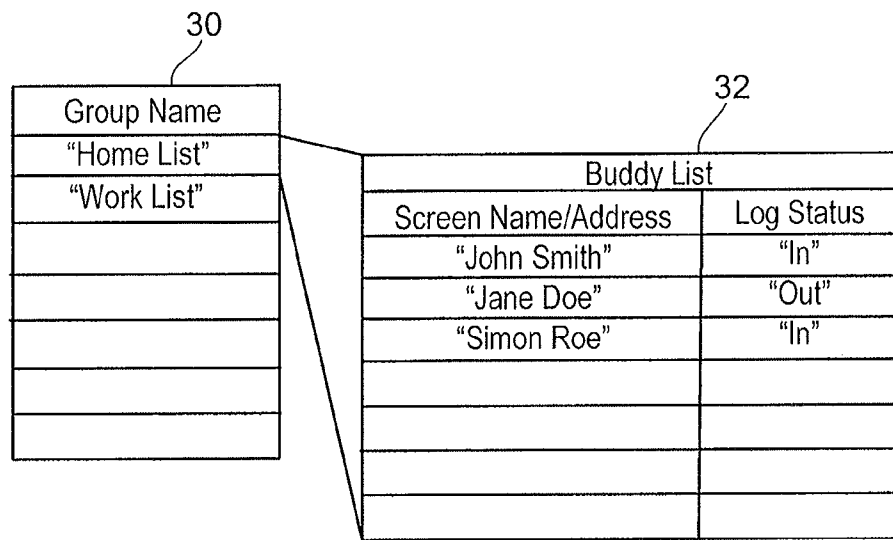 30
Group Name
“Home List”
“Work List”
32
Buddy List
Screen Name/Address Log Status
“John Smith” “In”
“Jane Doe” “Out”
“Simon Roe” “In”